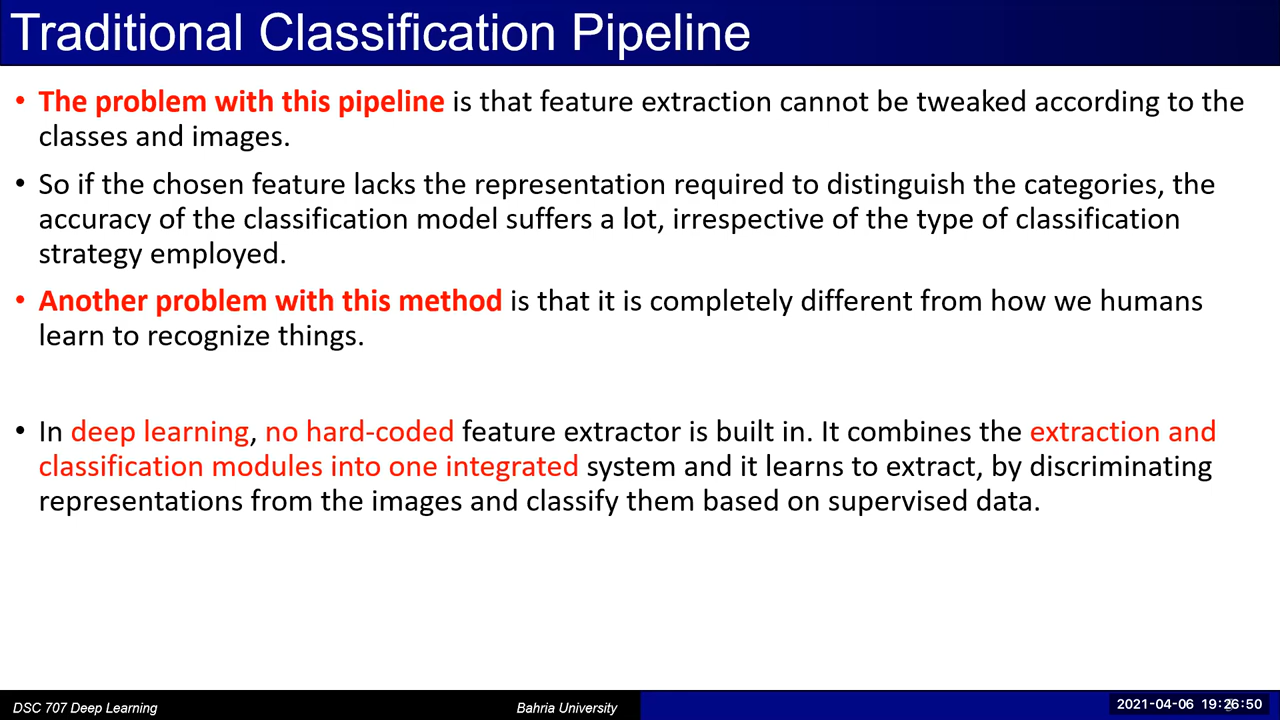 Traditional Classification Pipeline
• The problem with this pipeline is that feature extraction cannot be tweaked according to the
classes and images.
• So if the chosen feature lacks the representation required to distinguish the categories, the
accuracy of the classification model suffers a lot, irrespective of the type of classification
strategy employed.
• Another problem with this method is that it is completely different from how we humans
learn to recognize things.
• In deep learning, no hard-coded feature extractor is built in. It combines the extraction and
classification modules into one integrated system and it learns to extract, by discriminating
representations from the images and classify them based on supervised data.
DSC 707 Deep Learning
Bahria University
2021-04-06 19:26:50